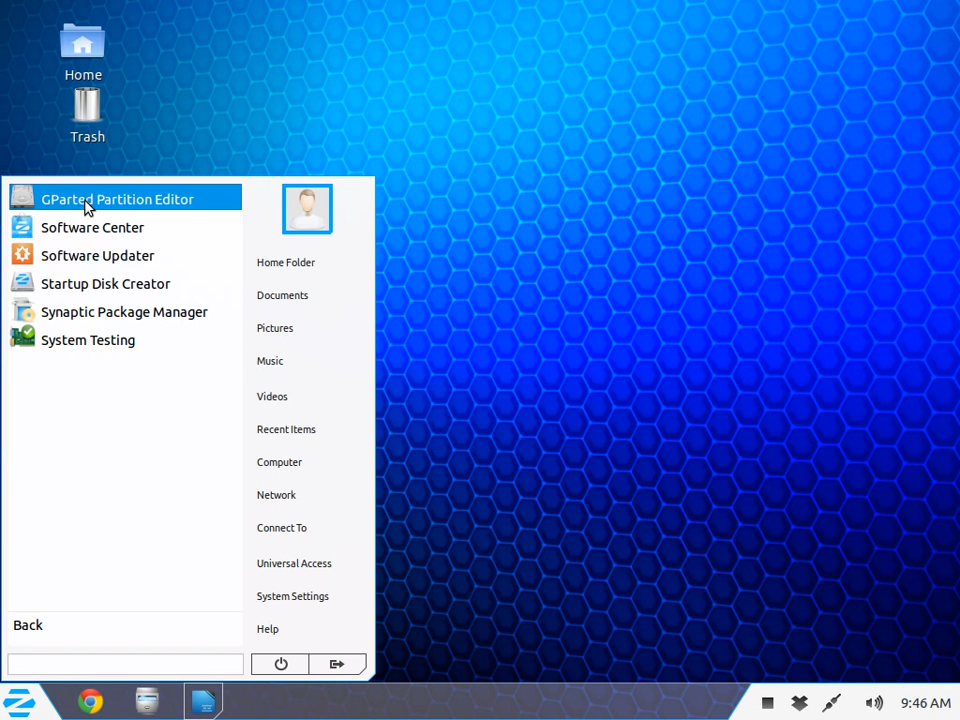 Home
Trash
GParted Partition Editor
Software Center
Software Updater
Startup Disk Creator
Synaptic Package Manager
System Testing
Back
Home Folder
Documents
Pictures
Music
Videos
Recent Items
Computer
Network
Connect To
Universal Access
System Settings
Help
9:46 AM